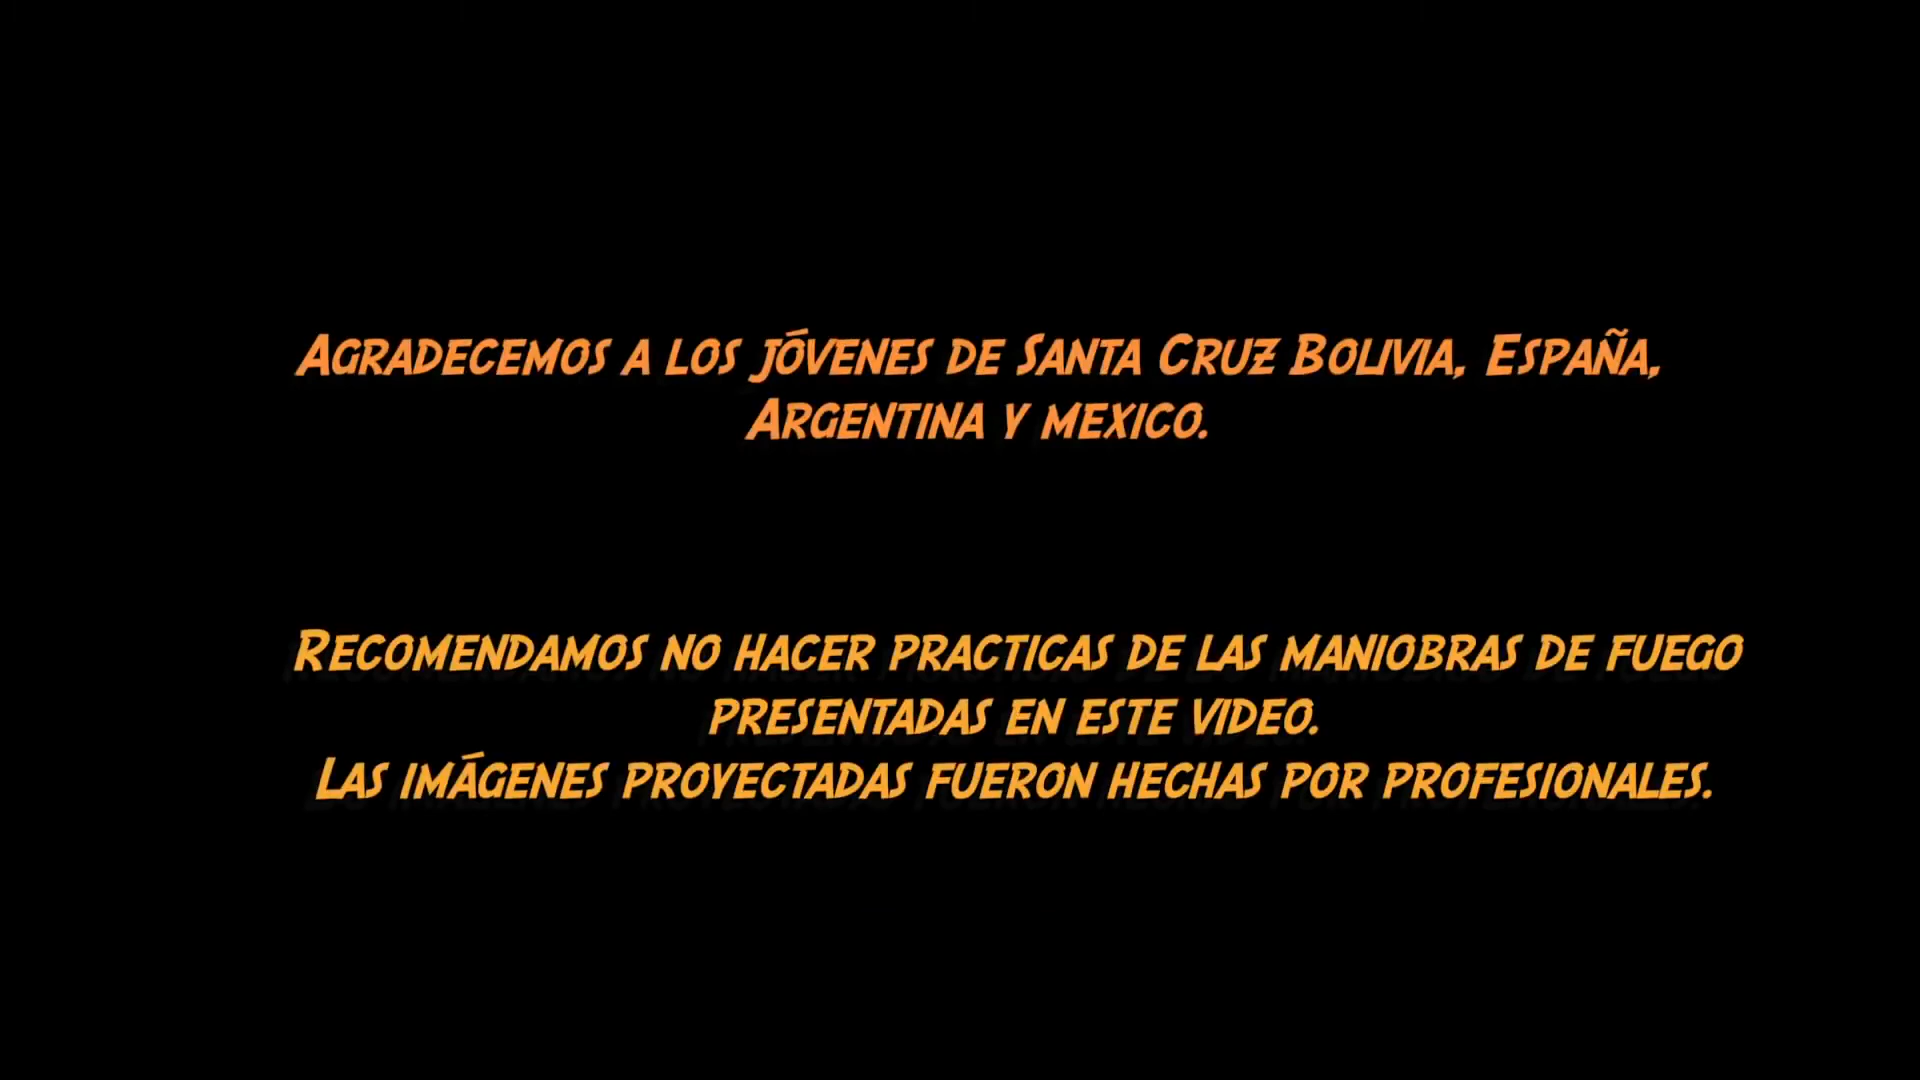 Agradecemos a los jóvenes de Santa Cruz Bolivia, España,
Argentina y mexico.
Recomendamos no hacer practicas de las maniobras de fuego
presentadas en este video.
Las imágenes proyectadas fueron hechas por profesionales.